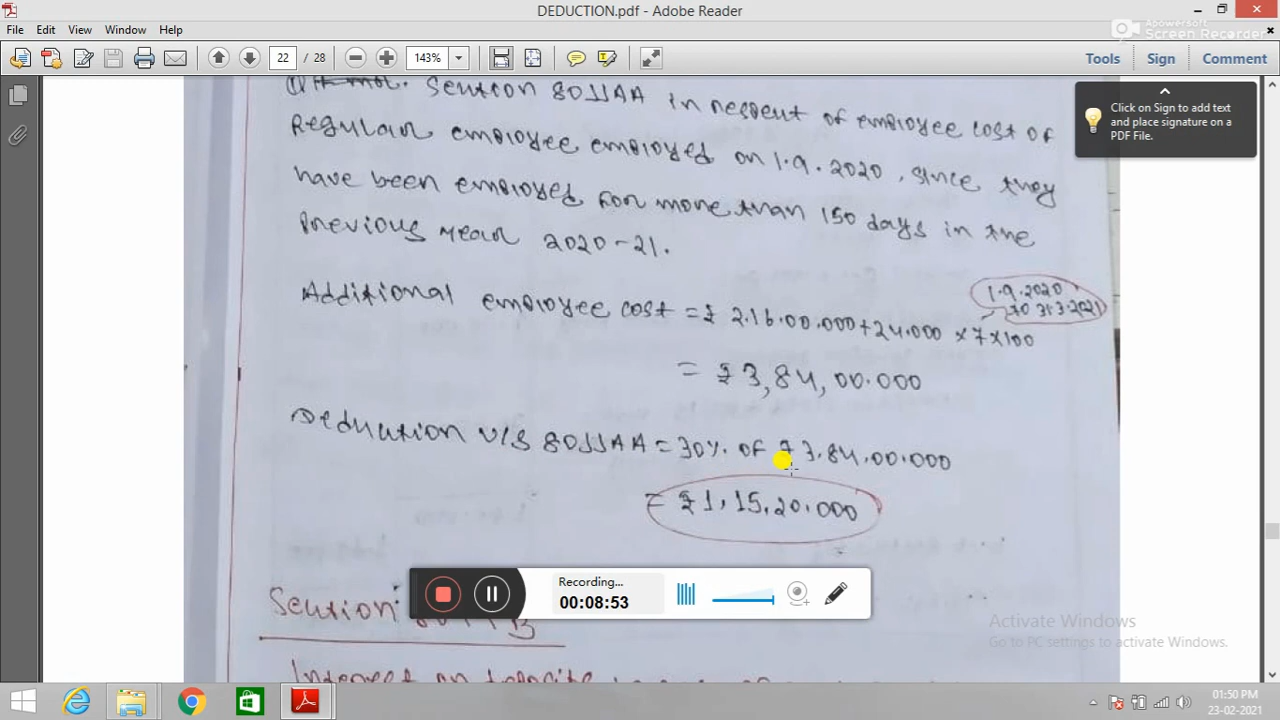 DEDUCTION.pdf - Adobe Reader
File Edit View Window Help
Apowersoft
Screen Recorder
22 / 28 143% Tools Sign Comment
Click on Sign to add text
and place signature on a
PDF File.
Section 80JJAA in respect of employee cost of
Regular employee employed on 1.9.2020, since they
have been employed for more than 150 days in the
Previous Year 2020-21.
1.9.2020
to 31.3.2021
Additional employee cost = ₹ 2.16.00.000+24.000 × 7×100
= ₹3,84,00.000
Deduction U/S 80JJAA = 30% of ₹3.84.00.000
= ₹1,15,20.000
Recording...
00:08:53
Section
Interest on
Activate Windows
Go to PC settings to activate Windows.
01:50 PM
23-02-2021